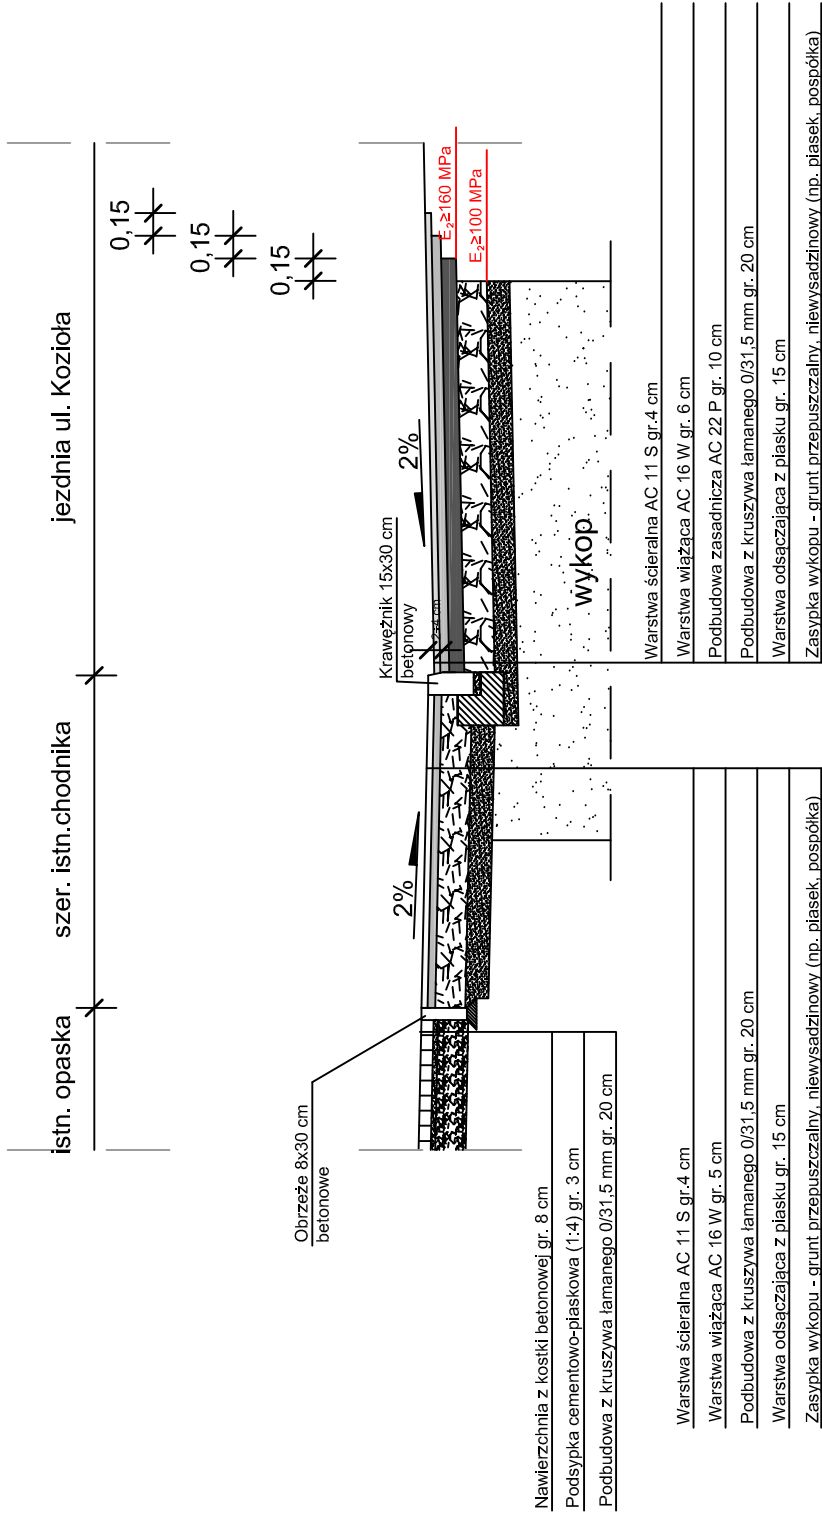 istn. opaska
szer. istn.chodnika
jezdnia ul. Kozioła
0,15
0,15
0,15
Obrzeże 8x30 cm
betonowe
2%
Krawężnik 15x30 cm
betonowy
2%
E₂≥160 MPa
E₂≥100 MPa
wykop
Nawierzchnia z kostki betonowej gr. 8 cm
Podsypka cementowo-piaskowa (1:4) gr. 3 cm
Podbudowa z kruszywa łamanego 0/31,5 mm gr. 20 cm
Warstwa ścieralna AC 11 S gr.4 cm
Warstwa wiążąca AC 16 W gr. 5 cm
Podbudowa z kruszywa łamanego 0/31,5 mm gr. 20 cm
Warstwa odsączająca z piasku gr. 15 cm
Zasypka wykopu - grunt przepuszczalny, niewysadzinowy (np. piasek, pospółka)
Warstwa ścieralna AC 11 S gr.4 cm
Warstwa wiążąca AC 16 W gr. 6 cm
Podbudowa zasadnicza AC 22 P gr. 10 cm
Podbudowa z kruszywa łamanego 0/31,5 mm gr. 20 cm
Warstwa odsączająca z piasku gr. 15 cm
Zasypka wykopu - grunt przepuszczalny, niewysadzinowy (np. piasek, pospółka)